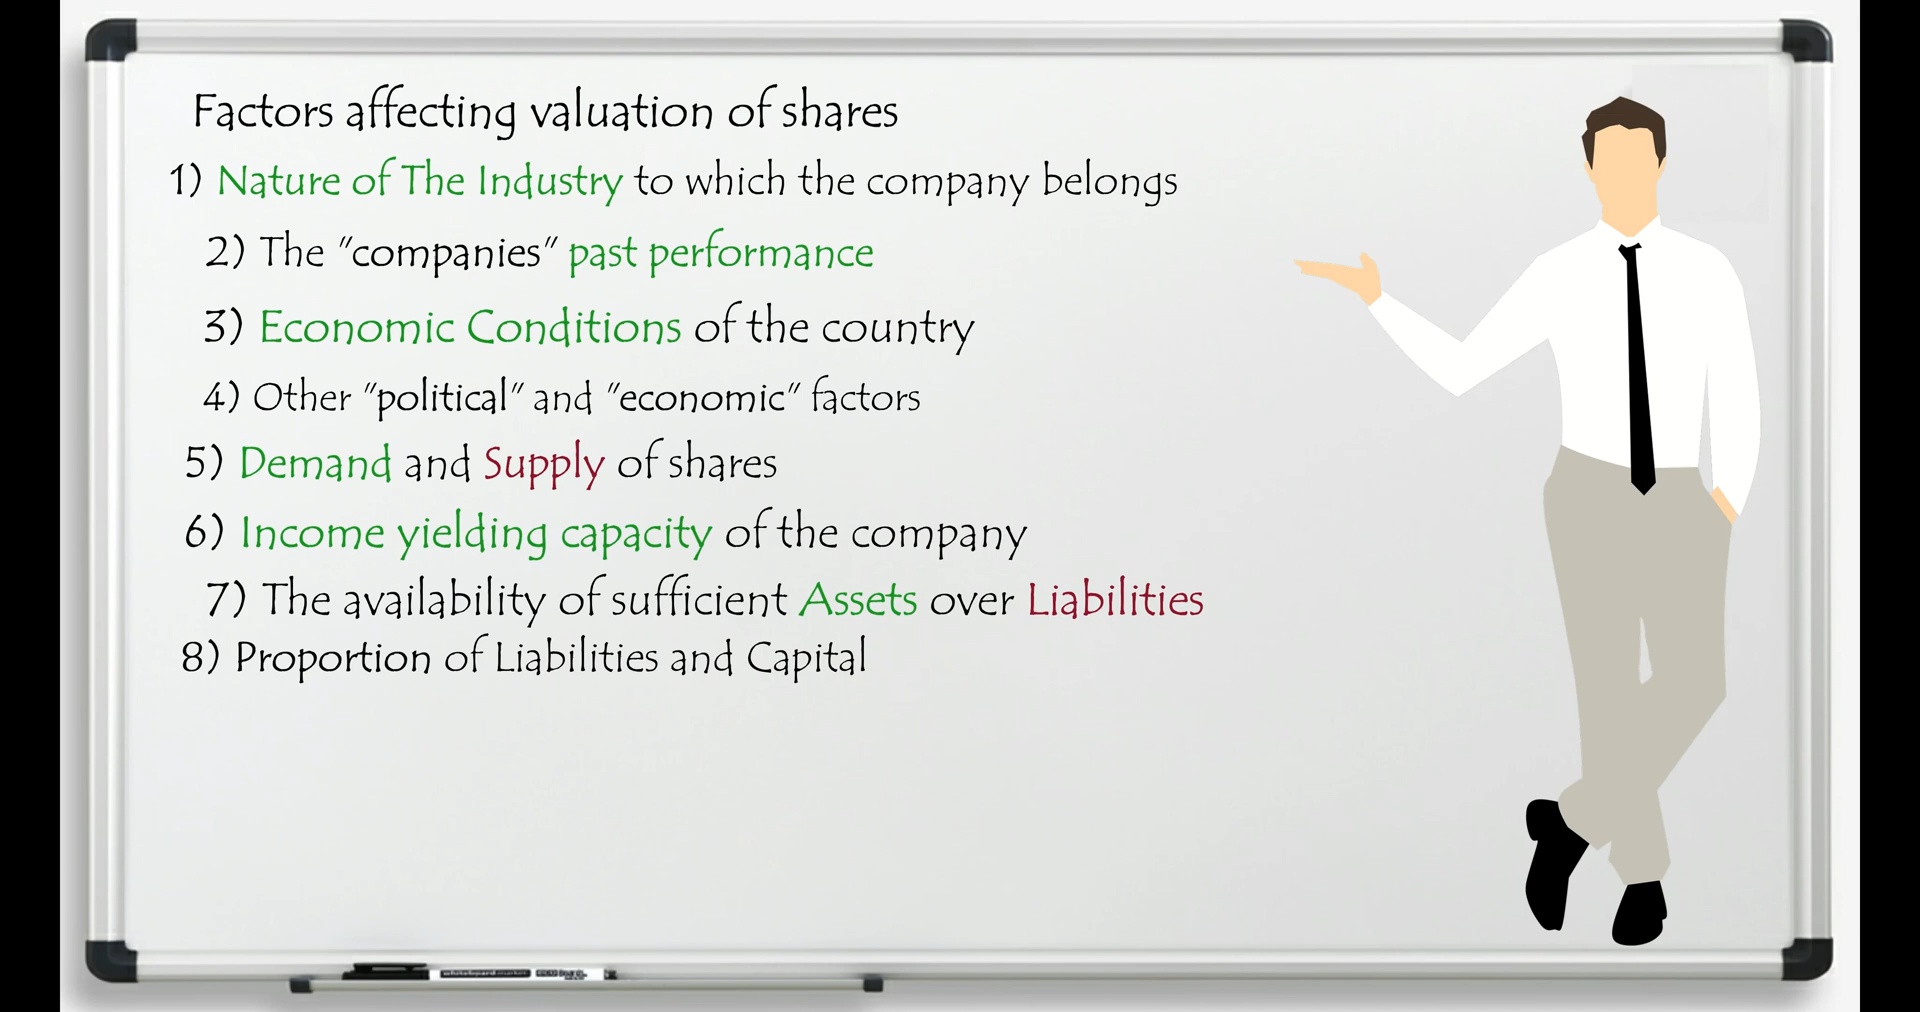 Factors affecting valuation of shares
1) Nature of The Industry to which the company belongs
2) The "companies" past performance
3) Economic Conditions of the country
4) Other "political" and "economic" factors
5) Demand and Supply of shares
6) Income yielding capacity of the company
7) The availability of sufficient Assets over Liabilities
8) Proportion of Liabilities and Capital
whiteboard marker